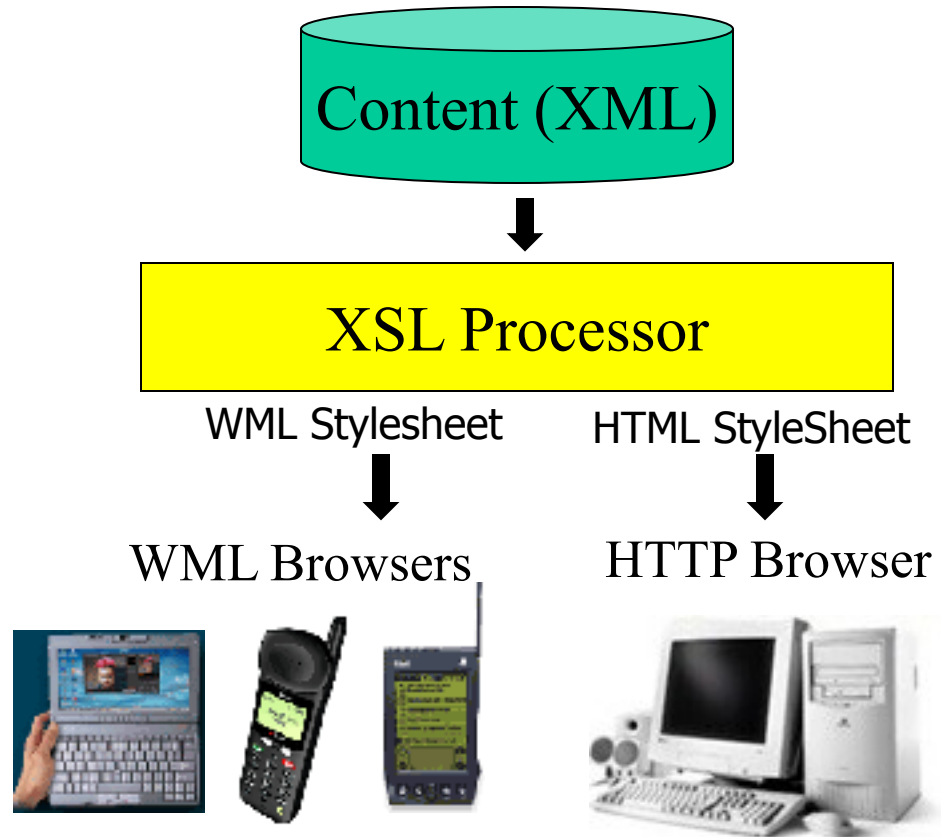 Content (XML)
XSL Processor
WML Stylesheet
HTML StyleSheet
WML Browsers
HTTP Browser